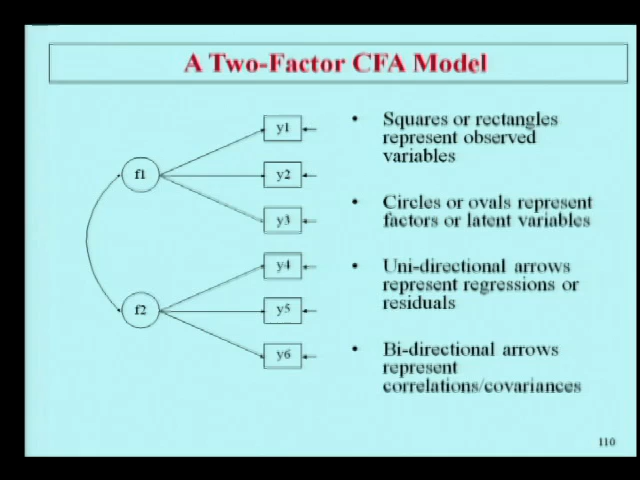 A Two-Factor CFA Model
y1
y2
f1
y3
y4
f2
y5
y6
• Squares or rectangles
represent observed
variables
• Circles or ovals represent
factors or latent variables
• Uni-directional arrows
represent regressions or
residuals
• Bi-directional arrows
represent
correlations/covariances
110